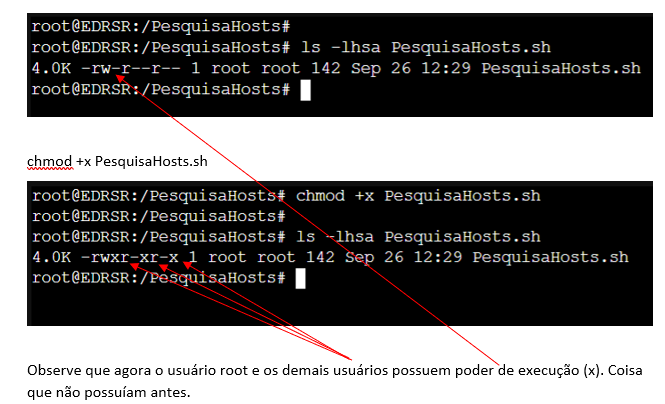 root@EDRSR:/PesquisaHosts#
root@EDRSR:/PesquisaHosts# ls -lhsa PesquisaHosts.sh
4.0K -rw-r--r-- 1 root root 142 Sep 26 12:29 PesquisaHosts.sh
root@EDRSR:/PesquisaHosts#
chmod +x PesquisaHosts.sh
root@EDRSR:/PesquisaHosts# chmod +x PesquisaHosts.sh
root@EDRSR:/PesquisaHosts#
root@EDRSR:/PesquisaHosts# ls -lhsa PesquisaHosts.sh
4.0K -rwxr-xr-x 1 root root 142 Sep 26 12:29 PesquisaHosts.sh
root@EDRSR:/PesquisaHosts#
Observe que agora o usuário root e os demais usuários possuem poder de execução (x). Coisa
que não possuíam antes.